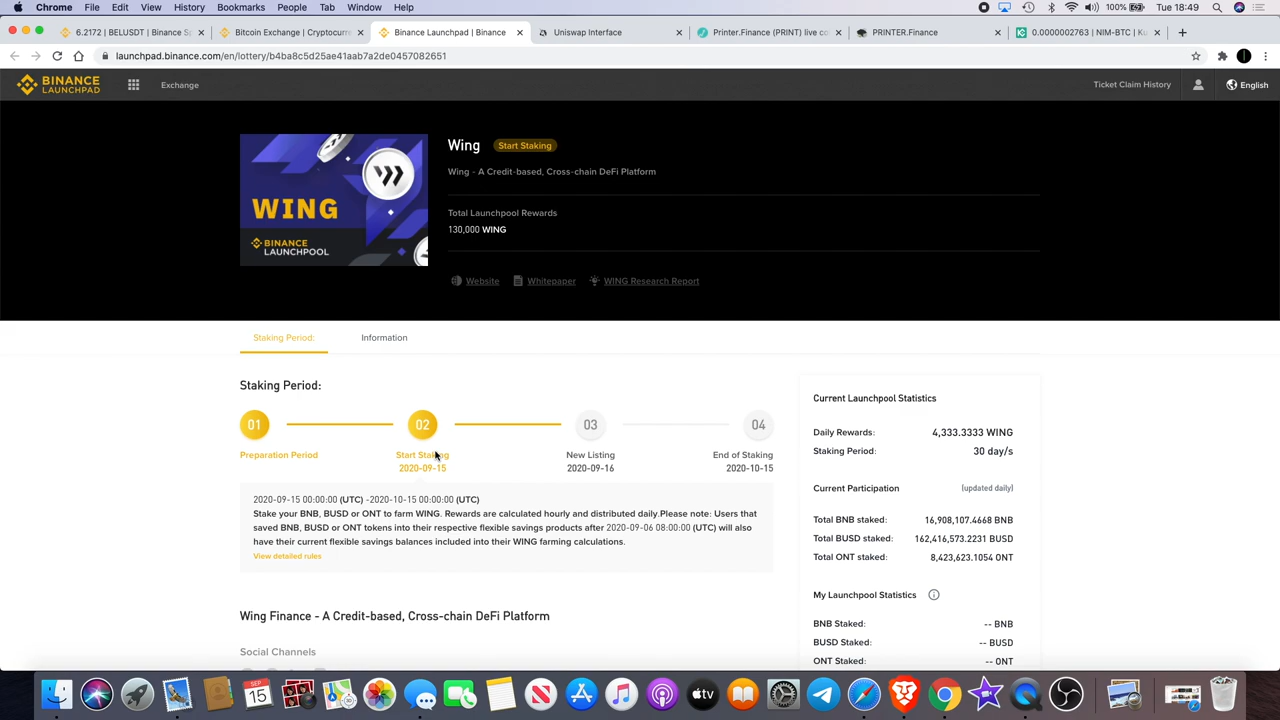 Chrome File Edit View History Bookmarks People Tab Window Help 100% Tue 18:49
6.2172 | BELUSDT | Binance Sp
Bitcoin Exchange | Cryptocurre
Binance Launchpad | Binance
Uniswap Interface
Printer.Finance (PRINT) live co
PRINTER.Finance
0.0000002763 | NIM-BTC | Ku
launchpad.binance.com/en/lottery/b4ba8c5d25ae41aab7a2de0457082651
BINANCE
LAUNCHPAD
Exchange
Ticket Claim History
English
WING
BINANCE
LAUNCHPOOL
Wing Start Staking
Wing - A Credit-based, Cross-chain DeFi Platform
Total Launchpool Rewards
130,000 WING
Website Whitepaper WING Research Report
Staking Period: Information
Staking Period:
01 02 03 04
Preparation Period Start Staking New Listing End of Staking
2020-09-15 2020-09-16 2020-10-15
2020-09-15 00:00:00 (UTC) -2020-10-15 00:00:00 (UTC)
Stake your BNB, BUSD or ONT to farm WING. Rewards are calculated hourly and distributed daily.Please note: Users that
saved BNB, BUSD or ONT tokens into their respective flexible savings products after 2020-09-06 08:00:00 (UTC) will also
have their current flexible savings balances included into their WING farming calculations.
View detailed rules
Wing Finance - A Credit-based, Cross-chain DeFi Platform
Social Channels
Current Launchpool Statistics
Daily Rewards: 4,333.3333 WING
Staking Period: 30 day/s
Current Participation (updated daily)
Total BNB staked: 16,908,107.4668 BNB
Total BUSD staked: 162,416,573.2231 BUSD
Total ONT staked: 8,423,623.1054 ONT
My Launchpool Statistics
BNB Staked: -- BNB
BUSD Staked: -- BUSD
ONT Staked: -- ONT
SEP
15
tv